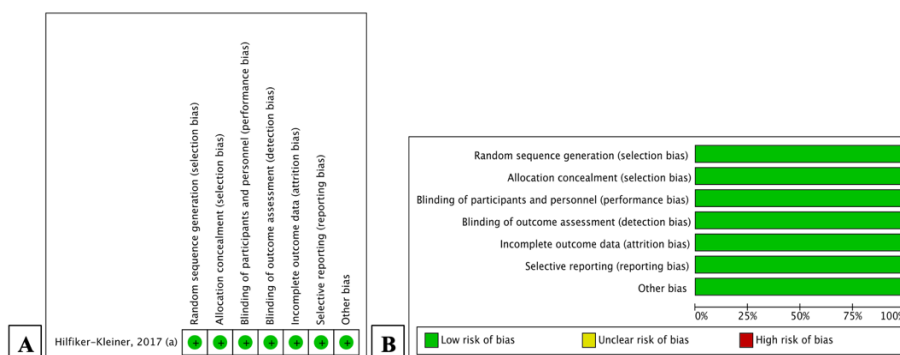 Random sequence generation (selection bias)
Allocation concealment (selection bias)
Blinding of participants and personnel (performance bias)
Blinding of outcome assessment (detection bias)
Incomplete outcome data (attrition bias)
Selective reporting (reporting bias)
Other bias
A
Hilfiker-Kleiner, 2017 (a)
+ + + + + + +
B
Random sequence generation (selection bias)
Allocation concealment (selection bias)
Blinding of participants and personnel (performance bias)
Blinding of outcome assessment (detection bias)
Incomplete outcome data (attrition bias)
Selective reporting (reporting bias)
Other bias
0% 25% 50% 75% 100%
Low risk of bias Unclear risk of bias High risk of bias